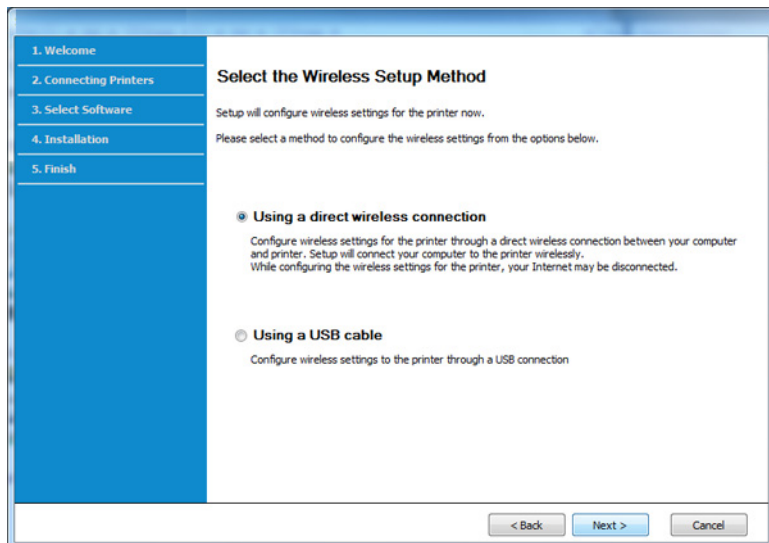 1. Welcome
2. Connecting Printers
3. Select Software
4. Installation
5. Finish
Select the Wireless Setup Method
Setup will configure wireless settings for the printer now.
Please select a method to configure the wireless settings from the options below.
Using a direct wireless connection
Configure wireless settings for the printer through a direct wireless connection between your computer
and printer. Setup will connect your computer to the printer wirelessly.
While configuring the wireless settings for the printer, your Internet may be disconnected.
Using a USB cable
Configure wireless settings to the printer through a USB connection
< Back
Next >
Cancel